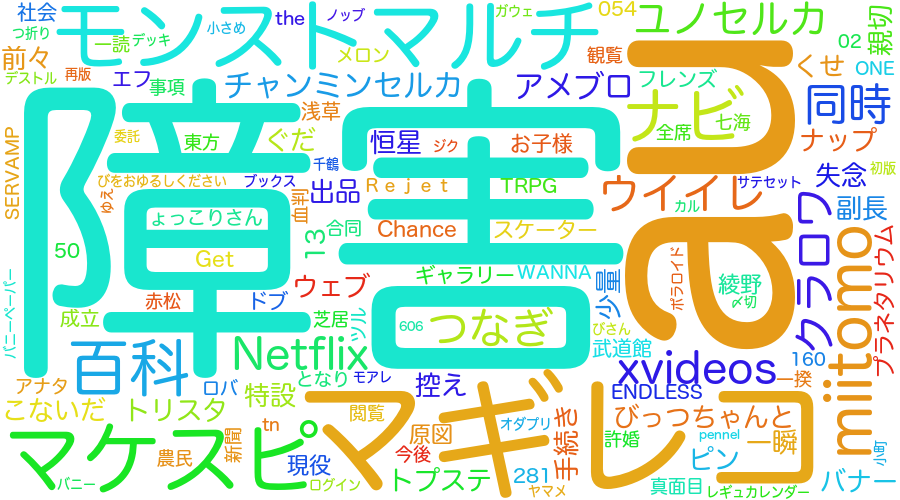 社会
つ折り
モンストマルチ
小さめ
the
ノップ
ガウェ
054
ユノセルカ
親切
前々
一読
デッキ
メロン
観覧
02
ONE
くせ
デストル
再版
エフ
事項
チャンミンセルカ
アメブロ
フレンズ
同時
ナビ
全席
七海
ナップ
SERVAMP
委託
東方
浅草
ぐだ
恒星
ジク
お子様
au
初版
失念
びをおゆるしください
ゆえ
千鶴
ブックス
出品
Rejet
TRPG
ウイイレ
サテセット
副長
血判
障害
ょっこりさん
合同
13
Chance
スケーター
カル
クラロワ
50
Get
ギャラリー
WANNA
ポラロイド
綾野
〆切
miitomo
プラネタリウム
バニーペーパー
赤松
ドブ
ウェブ
少量
成立
芝居
ツル
606
つなぎ
びさん
武道館
160
百科
Netflix
xvideos
一揆
アナタ
ロバ
となり
モアレ
控え
ENDLESS
こないだ
トリスタ
特設
マギレコ
閲覧
オダプリ
手続き
びっつちゃんと
マケスピ
tn
原図
許婚
pennel
一瞬
小町
農民
新聞
現役
今後
ピン
バニー
ログイン
トプステ
281
ヤマメ
真面目
レギュカレンダー
バナー